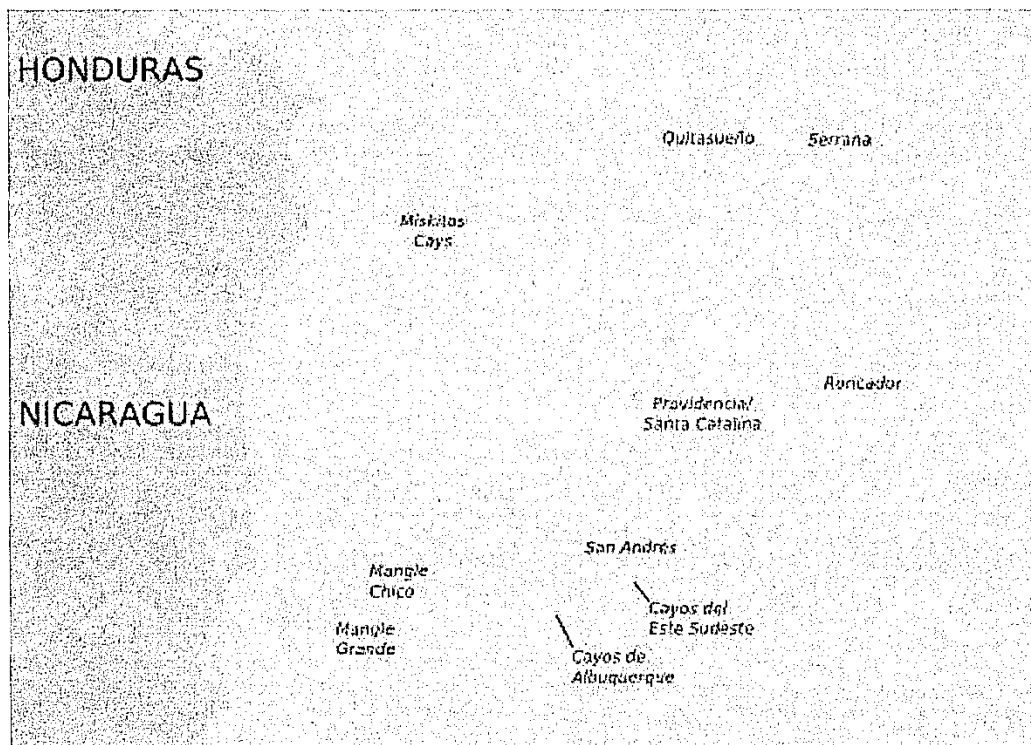 HONDURAS
Quitasueño
Serrana
Miskitos
Cays
Roncador
NICARAGUA
Providencia/
Santa Catalina
San Andrés
Mangle
Chico
Cayos del
Este Sudeste
Mangle
Grande
Cayos de
Albuquerque